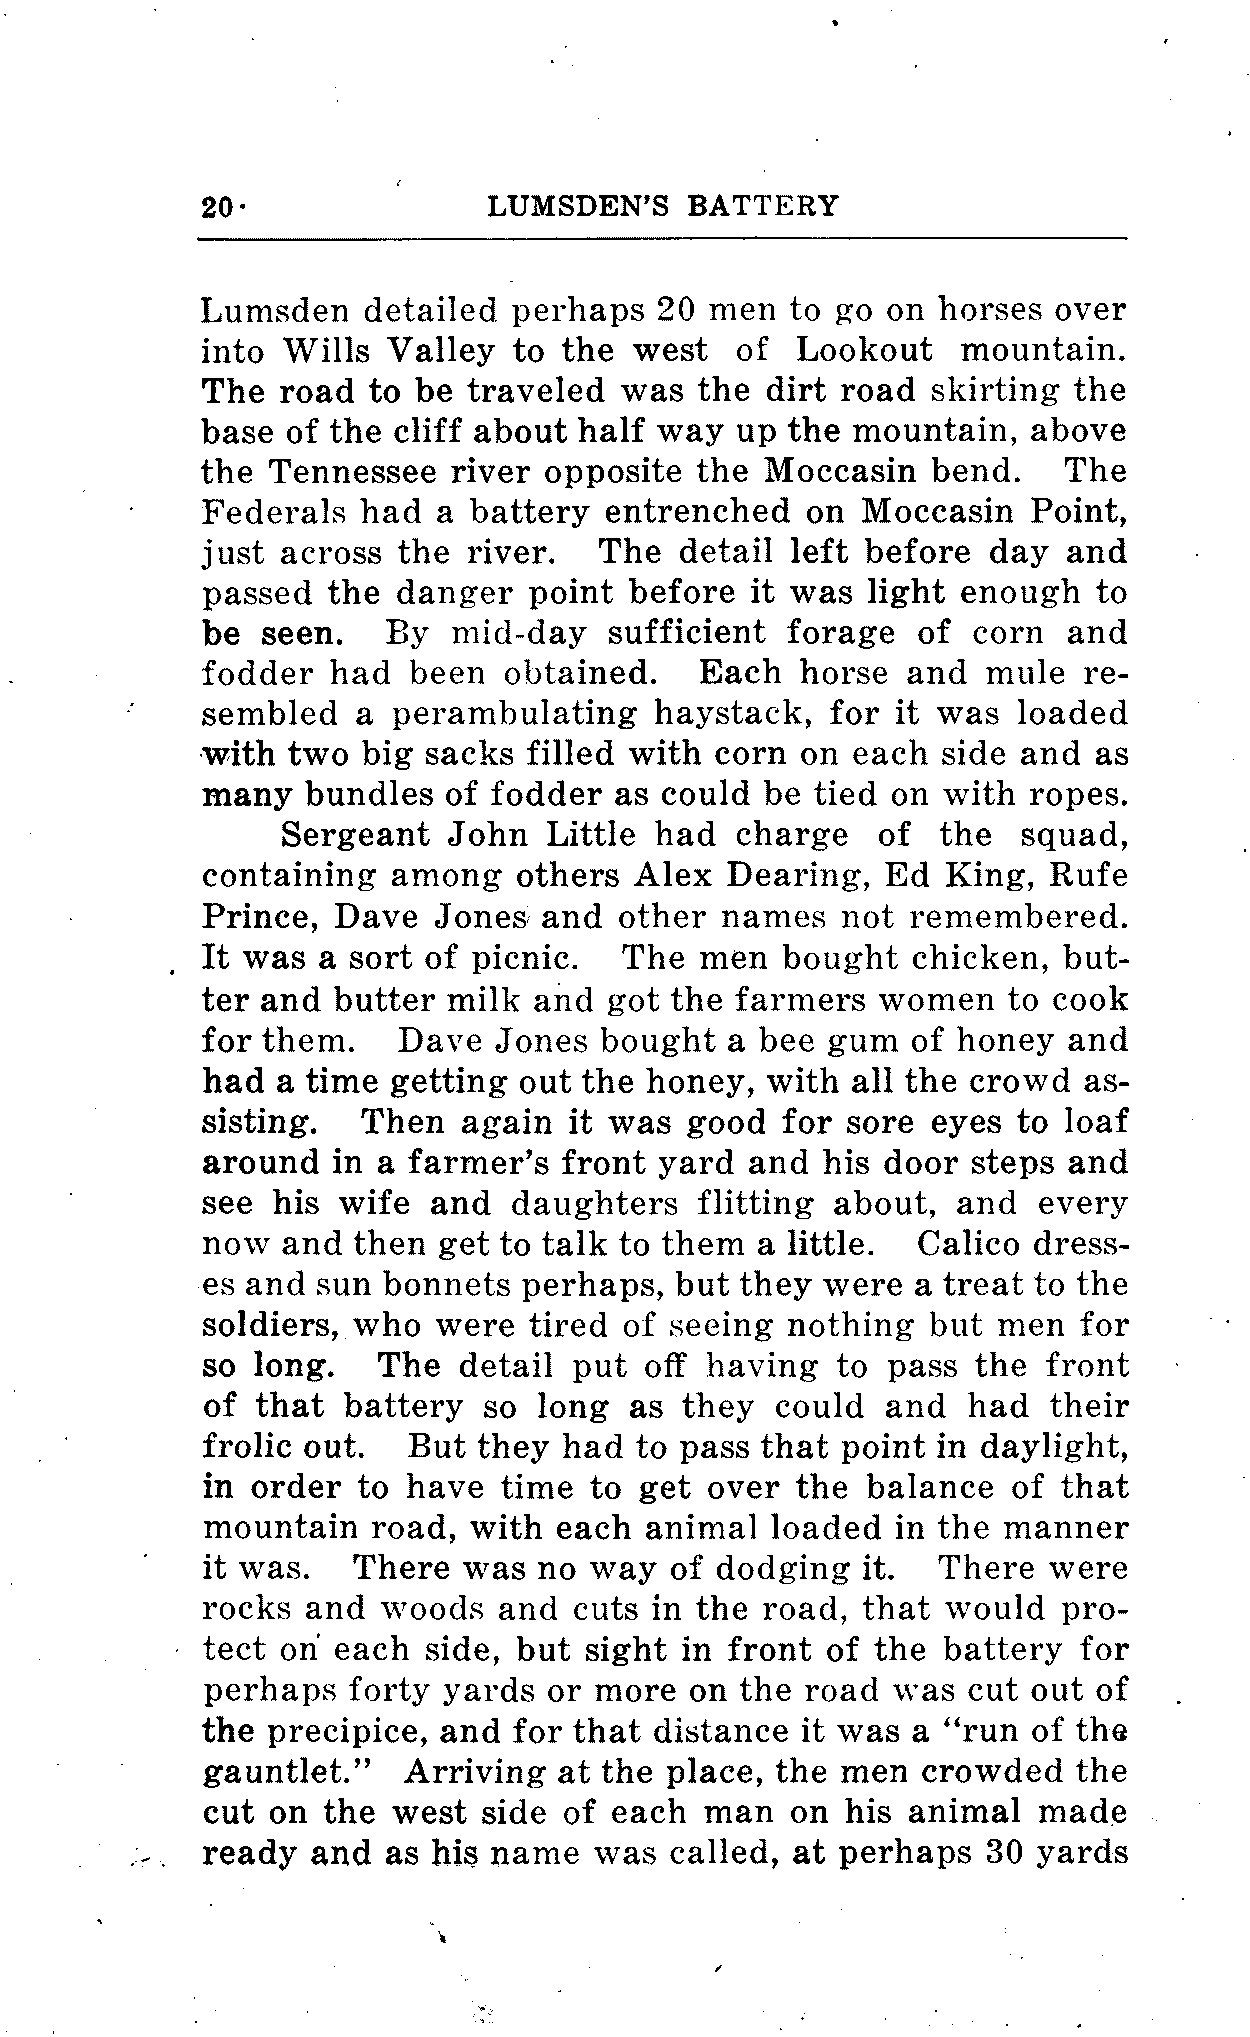 20 LUMSDEN'S BATTERY
Lumsden detailed perhaps 20 men to go on horses over
into Wills Valley to the west of Lookout mountain.
The road to be traveled was the dirt road skirting the
base of the cliff about half way up the mountain, above
the Tennessee river opposite the Moccasin bend. The
Federals had a battery entrenched on Moccasin Point,
just across the river. The detail left before day and
passed the danger point before it was light enough to
be seen. By mid-day sufficient forage of corn and
fodder had been obtained. Each horse and mule re-
sembled a perambulating haystack, for it was loaded
with two big sacks filled with corn on each side and as
many bundles of fodder as could be tied on with ropes.
Sergeant John Little had charge of the squad,
containing among others Alex Dearing, Ed King, Rufe
Prince, Dave Jones and other names not remembered.
It was a sort of picnic. The men bought chicken, but-
ter and butter milk and got the farmers women to cook
for them. Dave Jones bought a bee gum of honey and
had a time getting out the honey, with all the crowd as-
sisting. Then again it was good for sore eyes to loaf
around in a farmer's front yard and his door steps and
see his wife and daughters flitting about, and every
now and then get to talk to them a little. Calico dress-
es and sun bonnets perhaps, but they were a treat to the
soldiers, who were tired of seeing nothing but men for
so long. The detail put off having to pass the front
of that battery so long as they could and had their
frolic out. But they had to pass that point in daylight,
in order to have time to get over the balance of that
mountain road, with each animal loaded in the manner
it was. There was no way of dodging it. There were
rocks and woods and cuts in the road, that would pro-
tect on each side, but sight in front of the battery for
perhaps forty yards or more on the road was cut out of
the precipice, and for that distance it was a "run of the
gauntlet." Arriving at the place, the men crowded the
cut on the west side of each man on his animal made
ready and as his name was called, at perhaps 30 yards